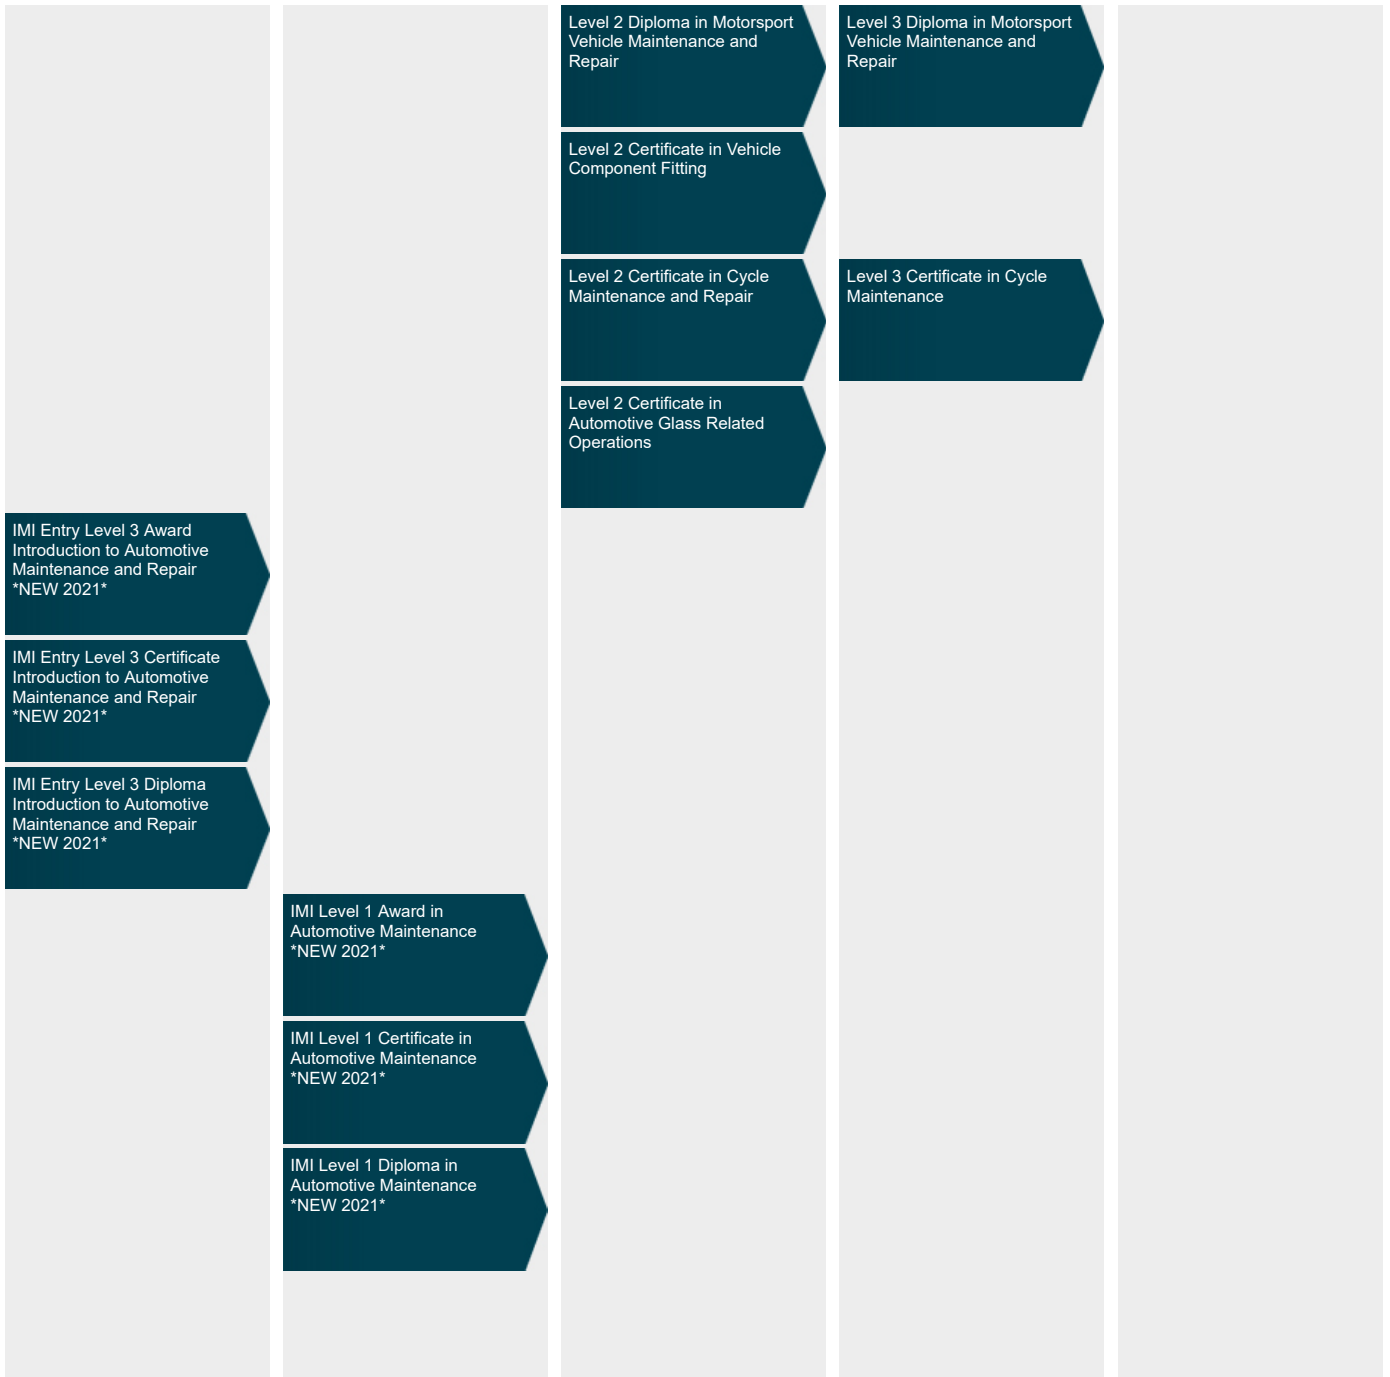 Level 2 Diploma in Motorsport
Vehicle Maintenance and
Repair
Level 3 Diploma in Motorsport
Vehicle Maintenance and
Repair
Level 2 Certificate in Vehicle
Component Fitting
Level 2 Certificate in Cycle
Maintenance and Repair
Level 3 Certificate in Cycle
Maintenance
Level 2 Certificate in
Automotive Glass Related
Operations
IMI Entry Level 3 Award
Introduction to Automotive
Maintenance and Repair
*NEW 2021*
IMI Entry Level 3 Certificate
Introduction to Automotive
Maintenance and Repair
*NEW 2021*
IMI Entry Level 3 Diploma
Introduction to Automotive
Maintenance and Repair
*NEW 2021*
IMI Level 1 Award in
Automotive Maintenance
*NEW 2021*
IMI Level 1 Certificate in
Automotive Maintenance
*NEW 2021*
IMI Level 1 Diploma in
Automotive Maintenance
*NEW 2021*